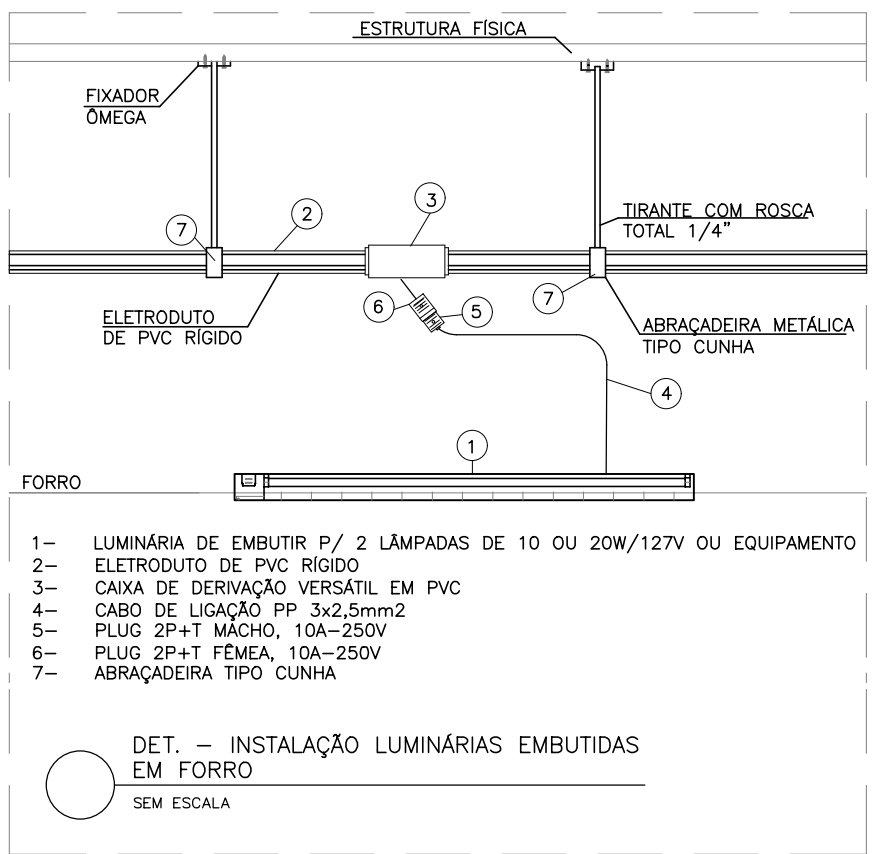 ESTRUTURA FÍSICA
FIXADOR
ÔMEGA
3
2
7
TIRANTE COM ROSCA
TOTAL 1/4"
6
5
7
ELETRODUTO
DE PVC RÍGIDO
ABRAÇADEIRA METÁLICA
TIPO CUNHA
4
1
FORRO
1– LUMINÁRIA DE EMBUTIR P/ 2 LÂMPADAS DE 10 OU 20W/127V OU EQUIPAMENTO
2– ELETRODUTO DE PVC RÍGIDO
3– CAIXA DE DERIVAÇÃO VERSÁTIL EM PVC
4– CABO DE LIGAÇÃO PP 3x2,5mm2
5– PLUG 2P+T MACHO, 10A–250V
6– PLUG 2P+T FÊMEA, 10A–250V
7– ABRAÇADEIRA TIPO CUNHA
DET. – INSTALAÇÃO LUMINÁRIAS EMBUTIDAS
EM FORRO
SEM ESCALA